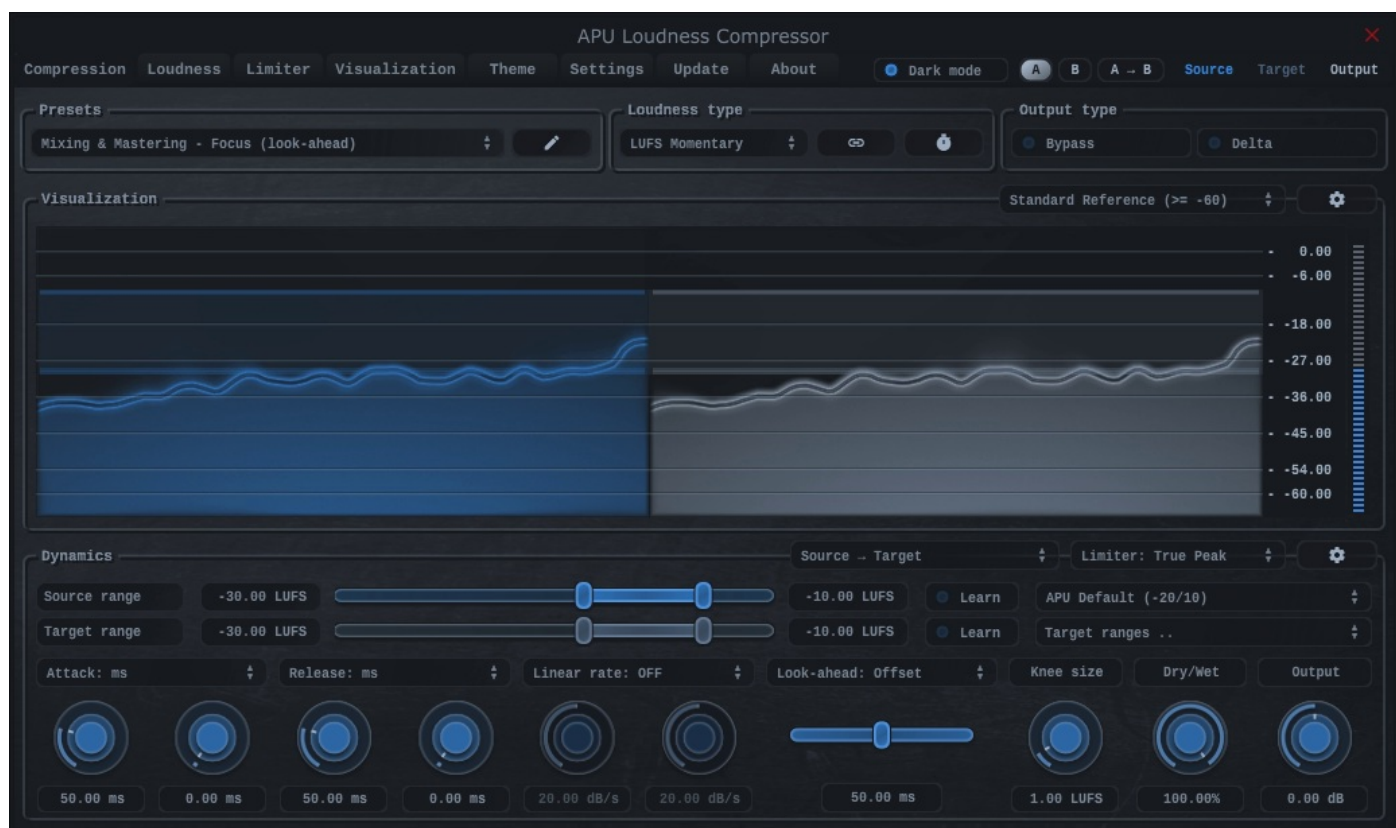 APU Loudness Compressor
Compression Loudness Limiter Visualization Theme Settings Update About Dark mode A B A → B Source Target Output
Presets Loudness type Output type
Mixing & Mastering - Focus (look-ahead) LUFS Momentary Bypass Delta
Visualization Standard Reference (>= -60)
- 0.00
- -6.00
- -18.00
- -27.00
- -36.00
- -45.00
- -54.00
- -60.00
Dynamics Source → Target Limiter: True Peak
Source range -30.00 LUFS -10.00 LUFS Learn APU Default (-20/10)
Target range -30.00 LUFS -10.00 LUFS Learn Target ranges ..
Attack: ms Release: ms Linear rate: OFF Look-ahead: Offset Knee size Dry/Wet Output
50.00 ms 0.00 ms 50.00 ms 0.00 ms 20.00 dB/s 20.00 dB/s 50.00 ms 1.00 LUFS 100.00% 0.00 dB